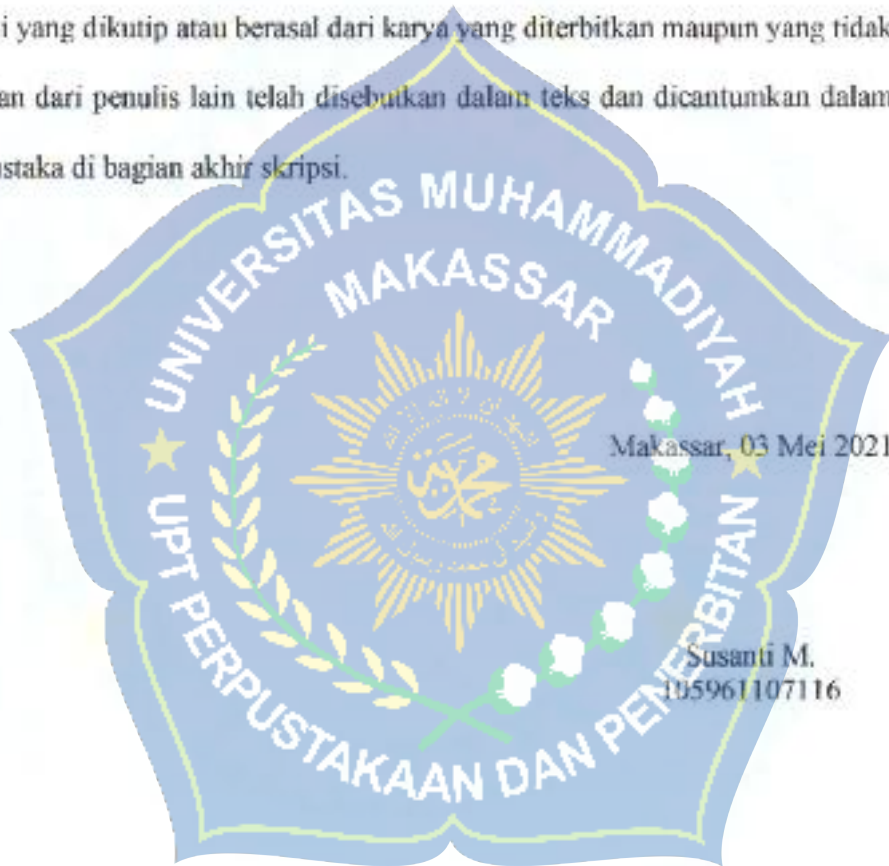 i yang dikutip atau berasal dari karya yang diterbitkan maupun yang tidak
an dari penulis lain telah disebutkan dalam teks dan dicantumkan dalam
ustaka di bagian akhir skripsi.
UNIVERSITAS MUHAMMADIYAH
MAKASSAR
Makassar, 03 Mei 2021
محمد
Susanti M.
105961107116
UPT PERPUSTAKAAN DAN PENERBITAN